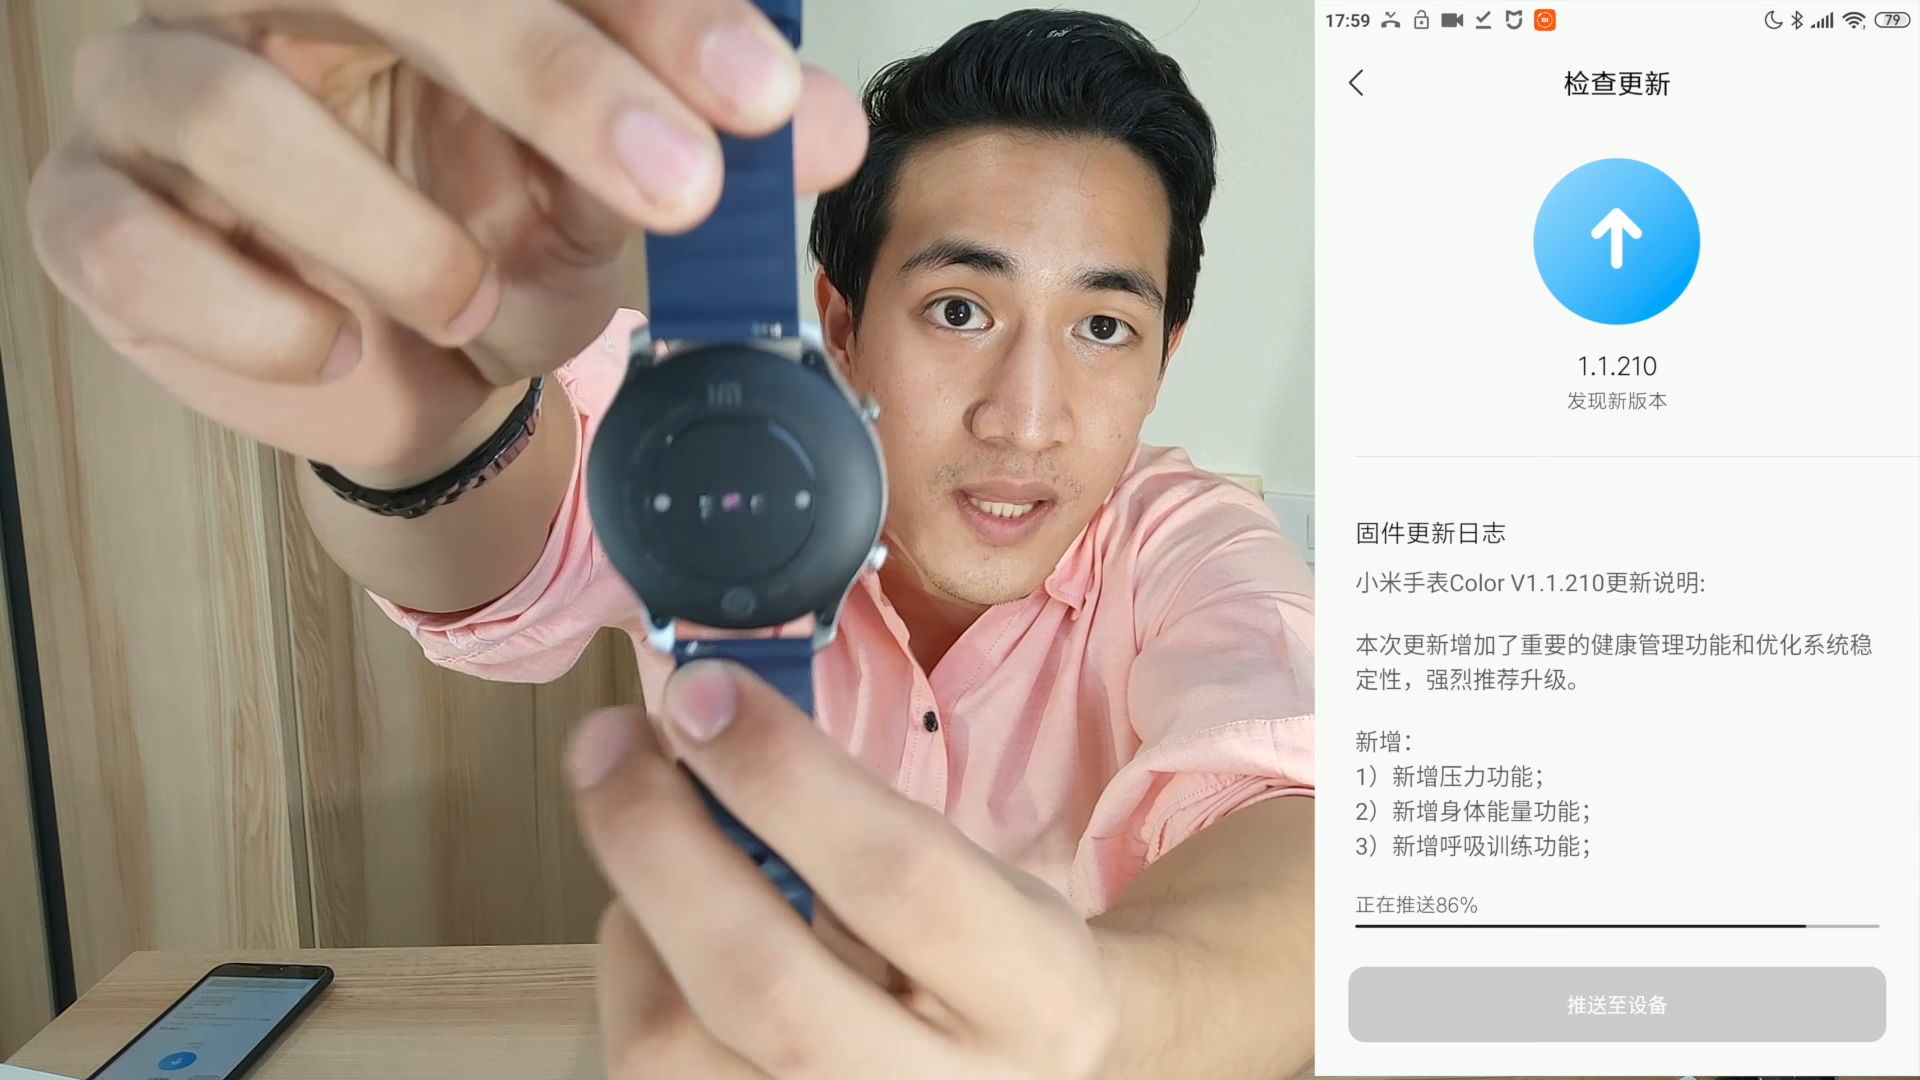 17:59
79
检查更新
1.1.210
发现新版本
固件更新日志
小米手表Color V1.1.210更新说明:
本次更新增加了重要的健康管理功能和优化系统稳
定性，强烈推荐升级。
新增：
1）新增压力功能；
2）新增身体能量功能；
3）新增呼吸训练功能；
正在推送86%
推送至设备